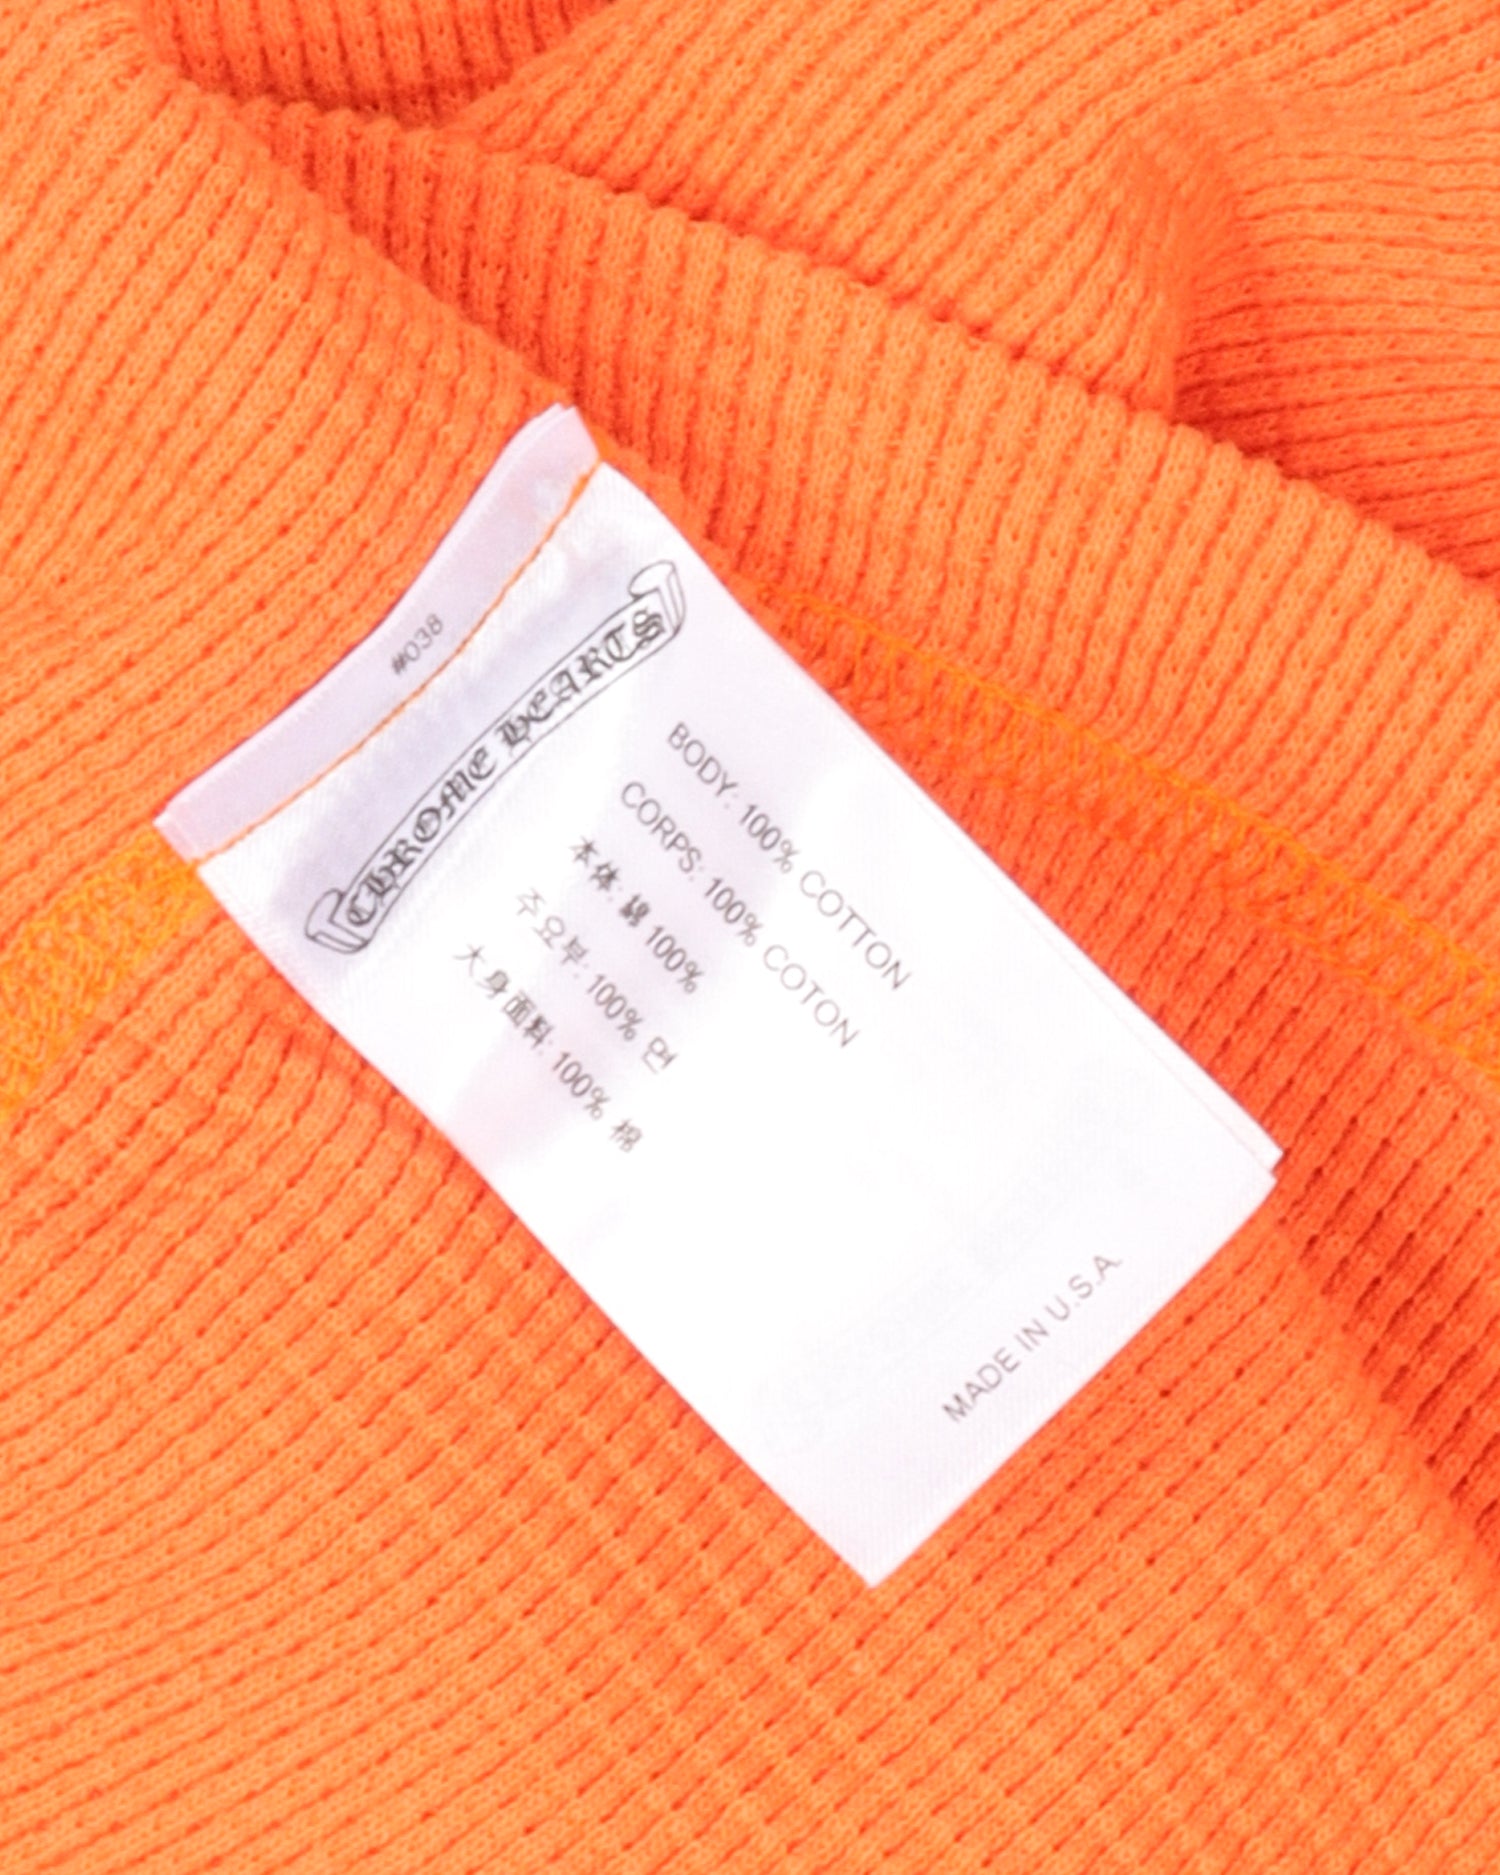 #038
CHROME HEARTS
BODY: 100% COTTON
CORPS: 100% COTON
本体: 綿 100%
주요부: 100% 면
大身面料: 100% 棉
MADE IN U.S.A.